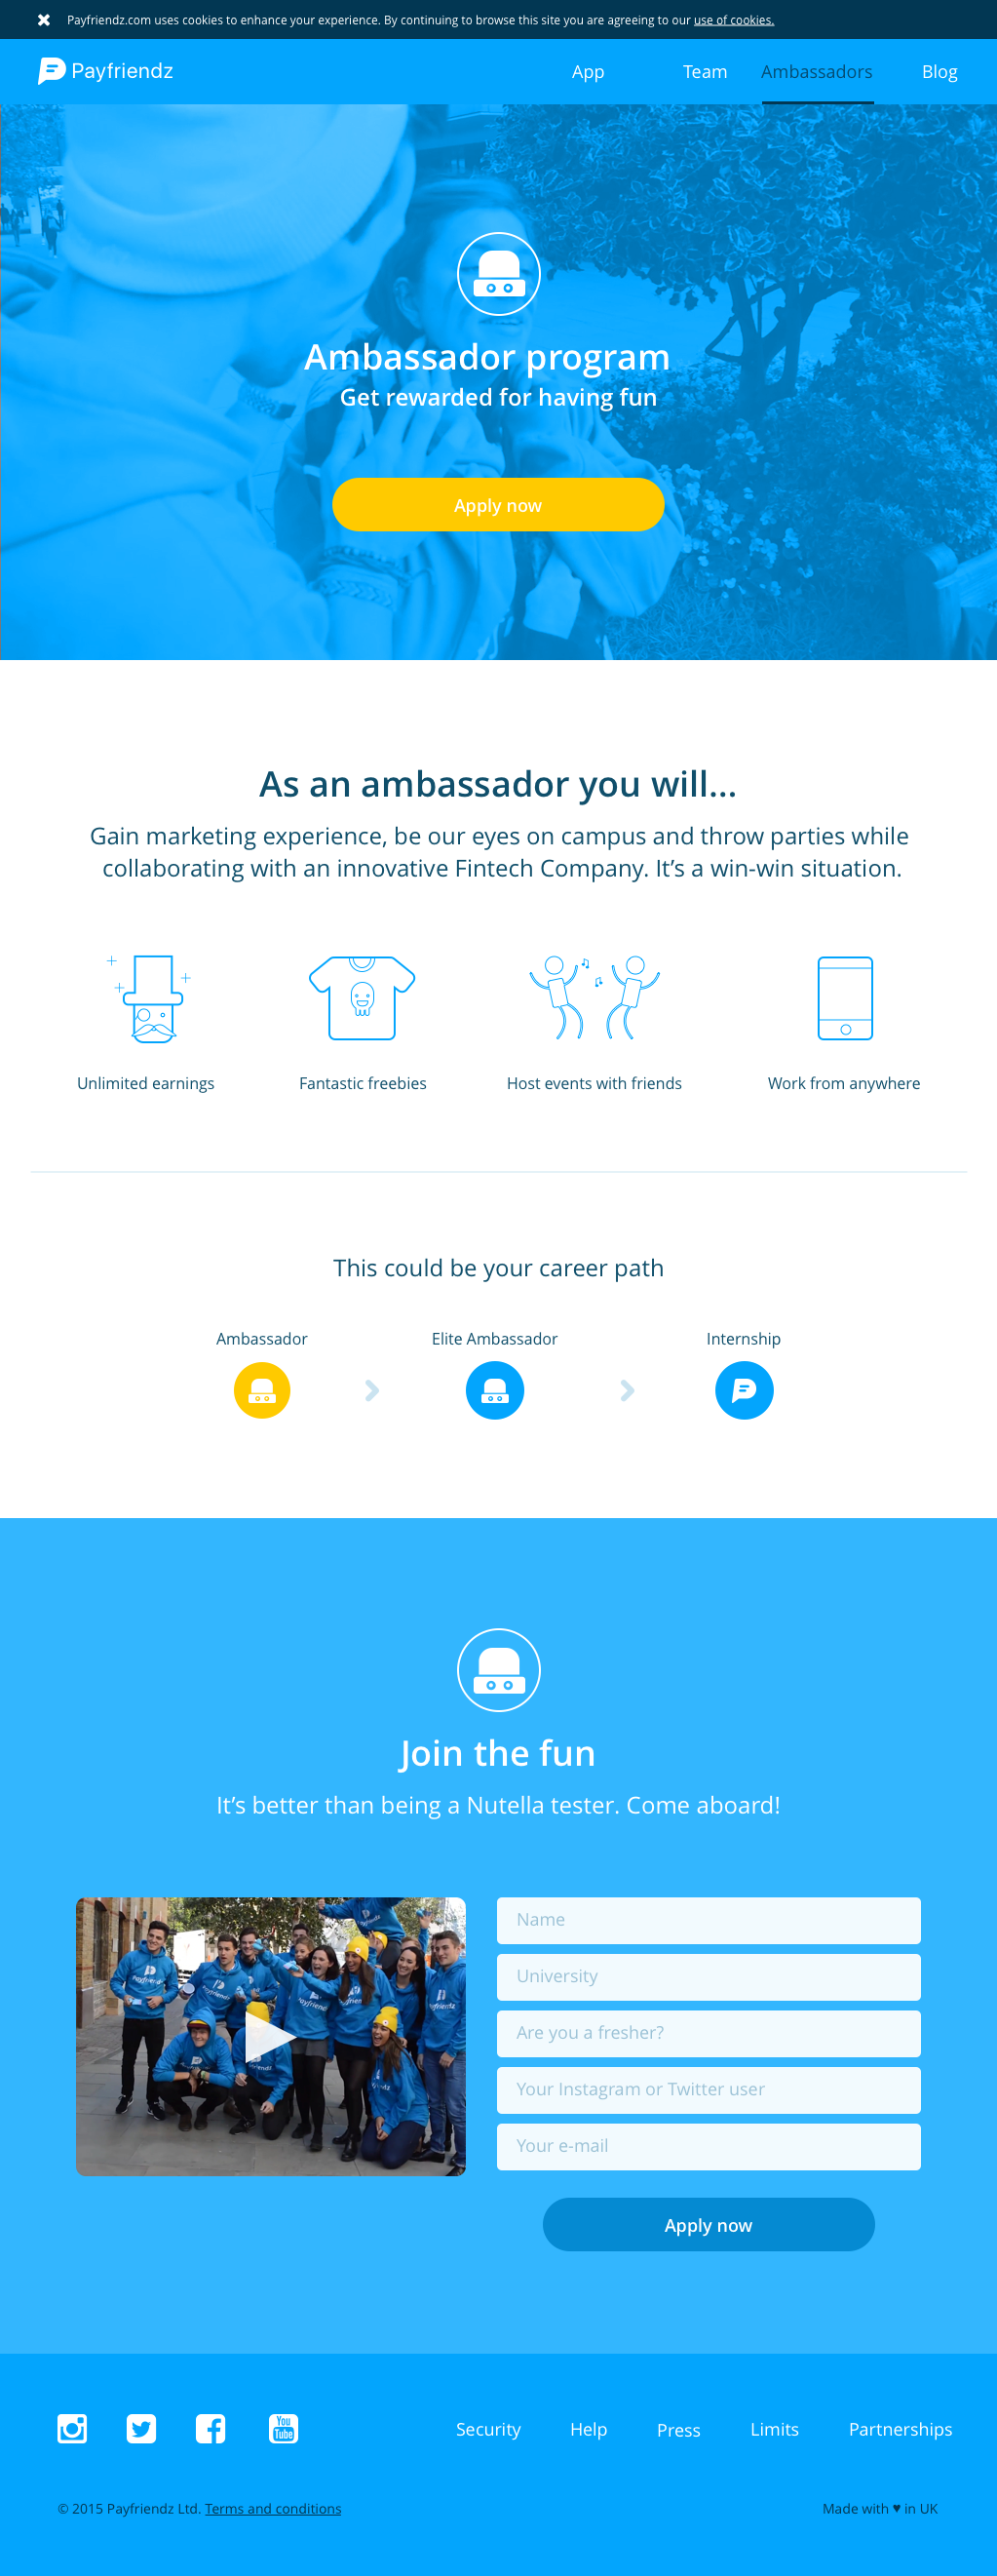 Payfriendz.com uses cookies to enhance your experience. By continuing to browse this site you are agreeing to our use of cookies.
Payfriendz
App
Team
Ambassadors
Blog
Ambassador program
Get rewarded for having fun
Apply now
As an ambassador you will...
Gain marketing experience, be our eyes on campus and throw parties while
collaborating with an innovative Fintech Company. It’s a win-win situation.
Unlimited earnings
Fantastic freebies
Host events with friends
Work from anywhere
This could be your career path
Ambassador
Elite Ambassador
Internship
Join the fun
It’s better than being a Nutella tester. Come aboard!
Payfriendz
Name
University
Are you a fresher?
Your Instagram or Twitter user
Your e-mail
Apply now
You
Tube
Security
Help
Press
Limits
Partnerships
© 2015 Payfriendz Ltd. Terms and conditions
Made with ♥ in UK